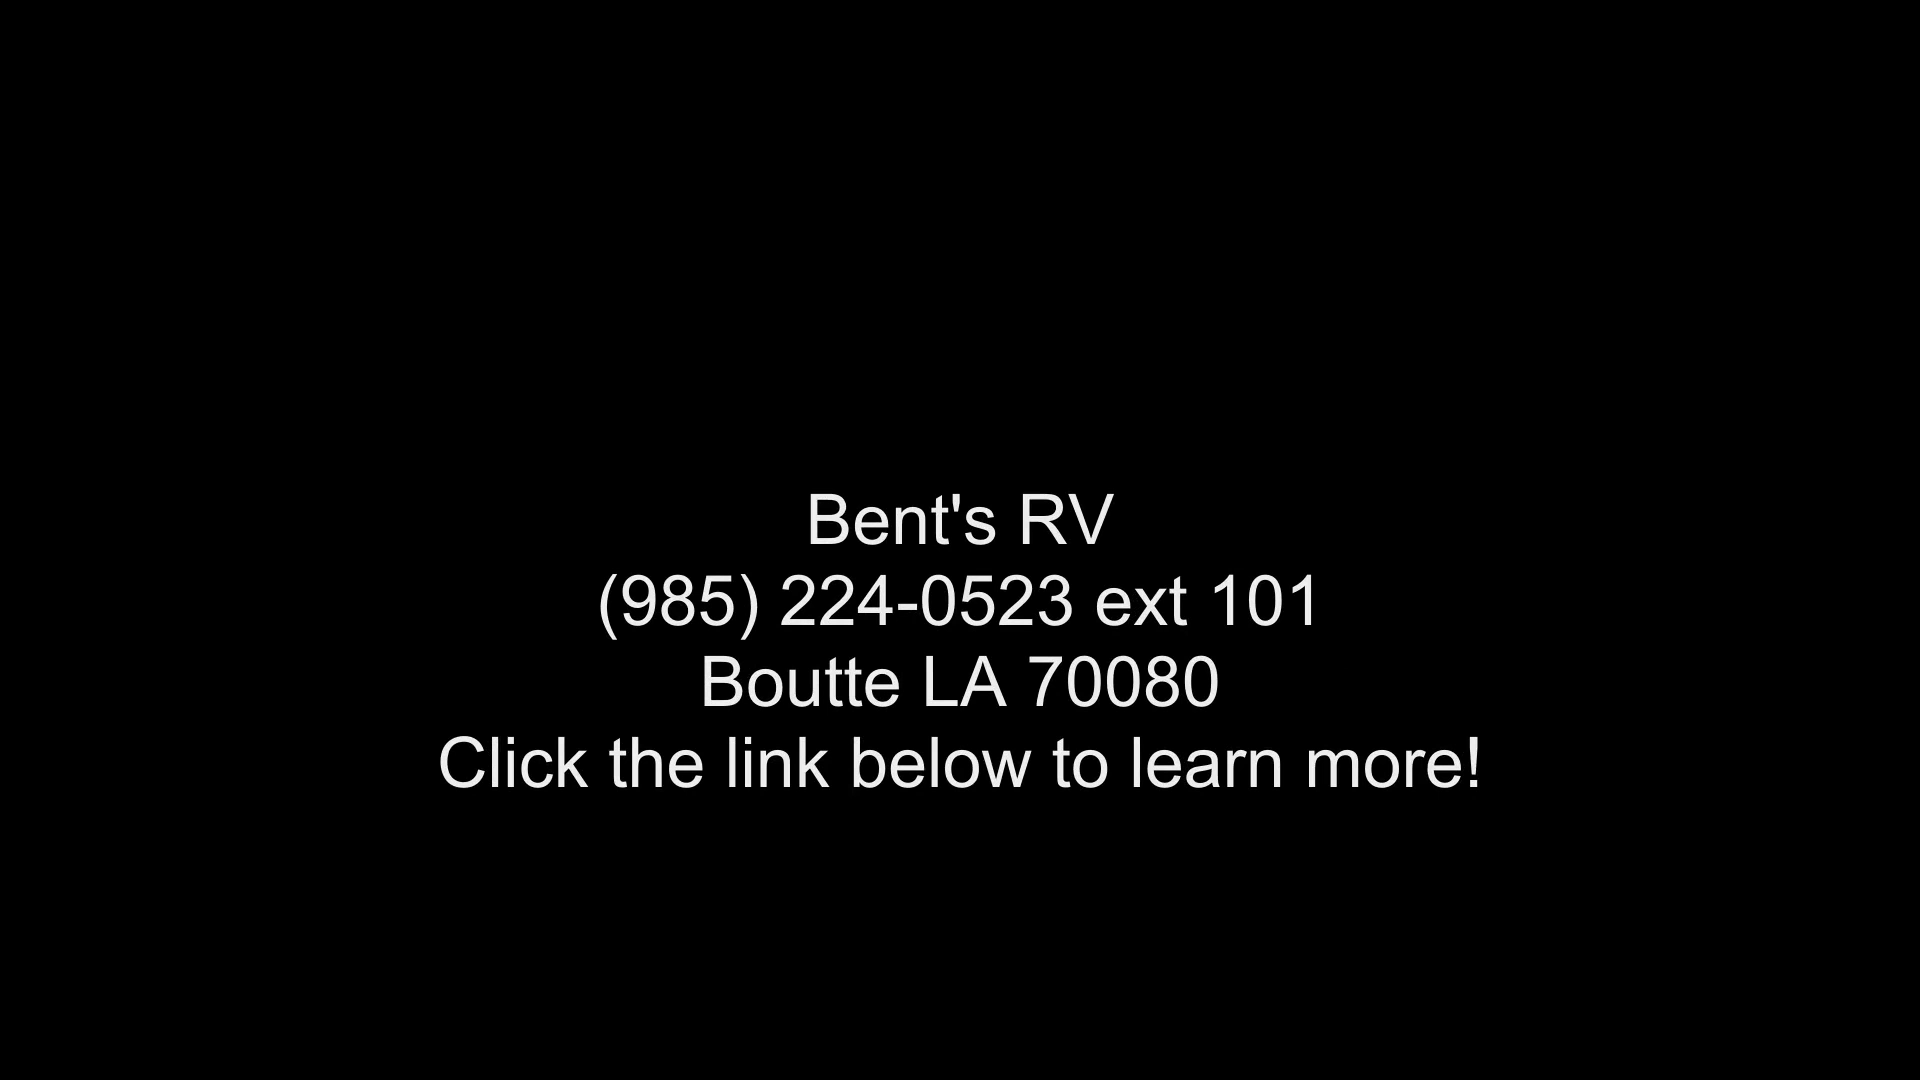 Bent's RV
(985) 224-0523 ext 101
Boutte LA 70080
Click the link below to learn more!